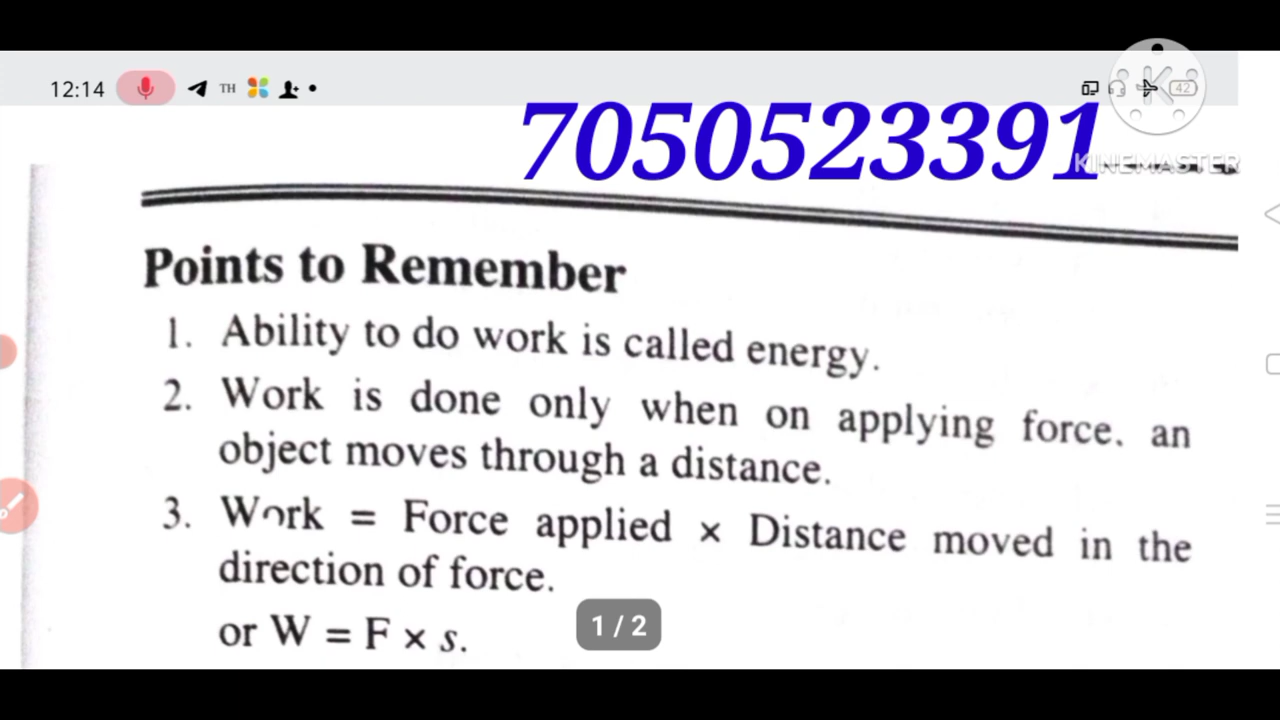 12:14
TH
42
7050523391
KINEMASTER
Points to Remember
1. Ability to do work is called energy.
2. Work is done only when on applying force. an
object moves through a distance.
3. Work = Force applied × Distance moved in the
direction of force.
or W = F × s.
1 / 2